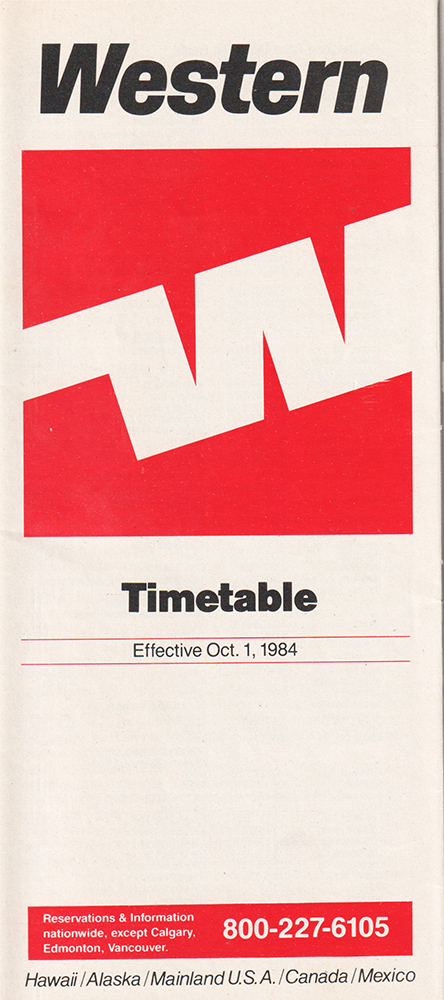 Western
Timetable
Effective Oct. 1, 1984
Reservations & Information
nationwide, except Calgary,
Edmonton, Vancouver.
800-227-6105
Hawaii/Alaska/Mainland U.S.A./Canada/Mexico